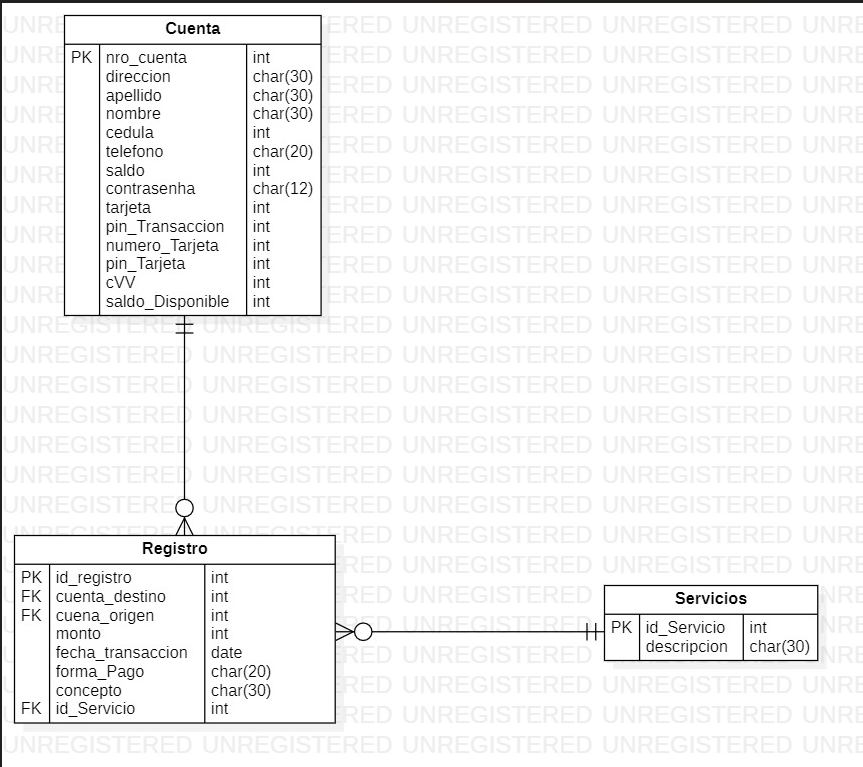 Cuenta
PK nro_cuenta int
direccion char(30)
apellido char(30)
nombre char(30)
cedula int
telefono char(20)
saldo int
contrasenha char(12)
tarjeta int
pin_Transaccion int
numero_Tarjeta int
pin_Tarjeta int
cVV int
saldo_Disponible int
Registro
PK id_registro int
FK cuenta_destino int
FK cuena_origen int
monto int
fecha_transaccion date
forma_Pago char(20)
concepto char(30)
FK id_Servicio int
Servicios
PK id_Servicio int
descripcion char(30)
UNREGISTERED UNREGISTERED UNREGISTERED UNREGISTERED